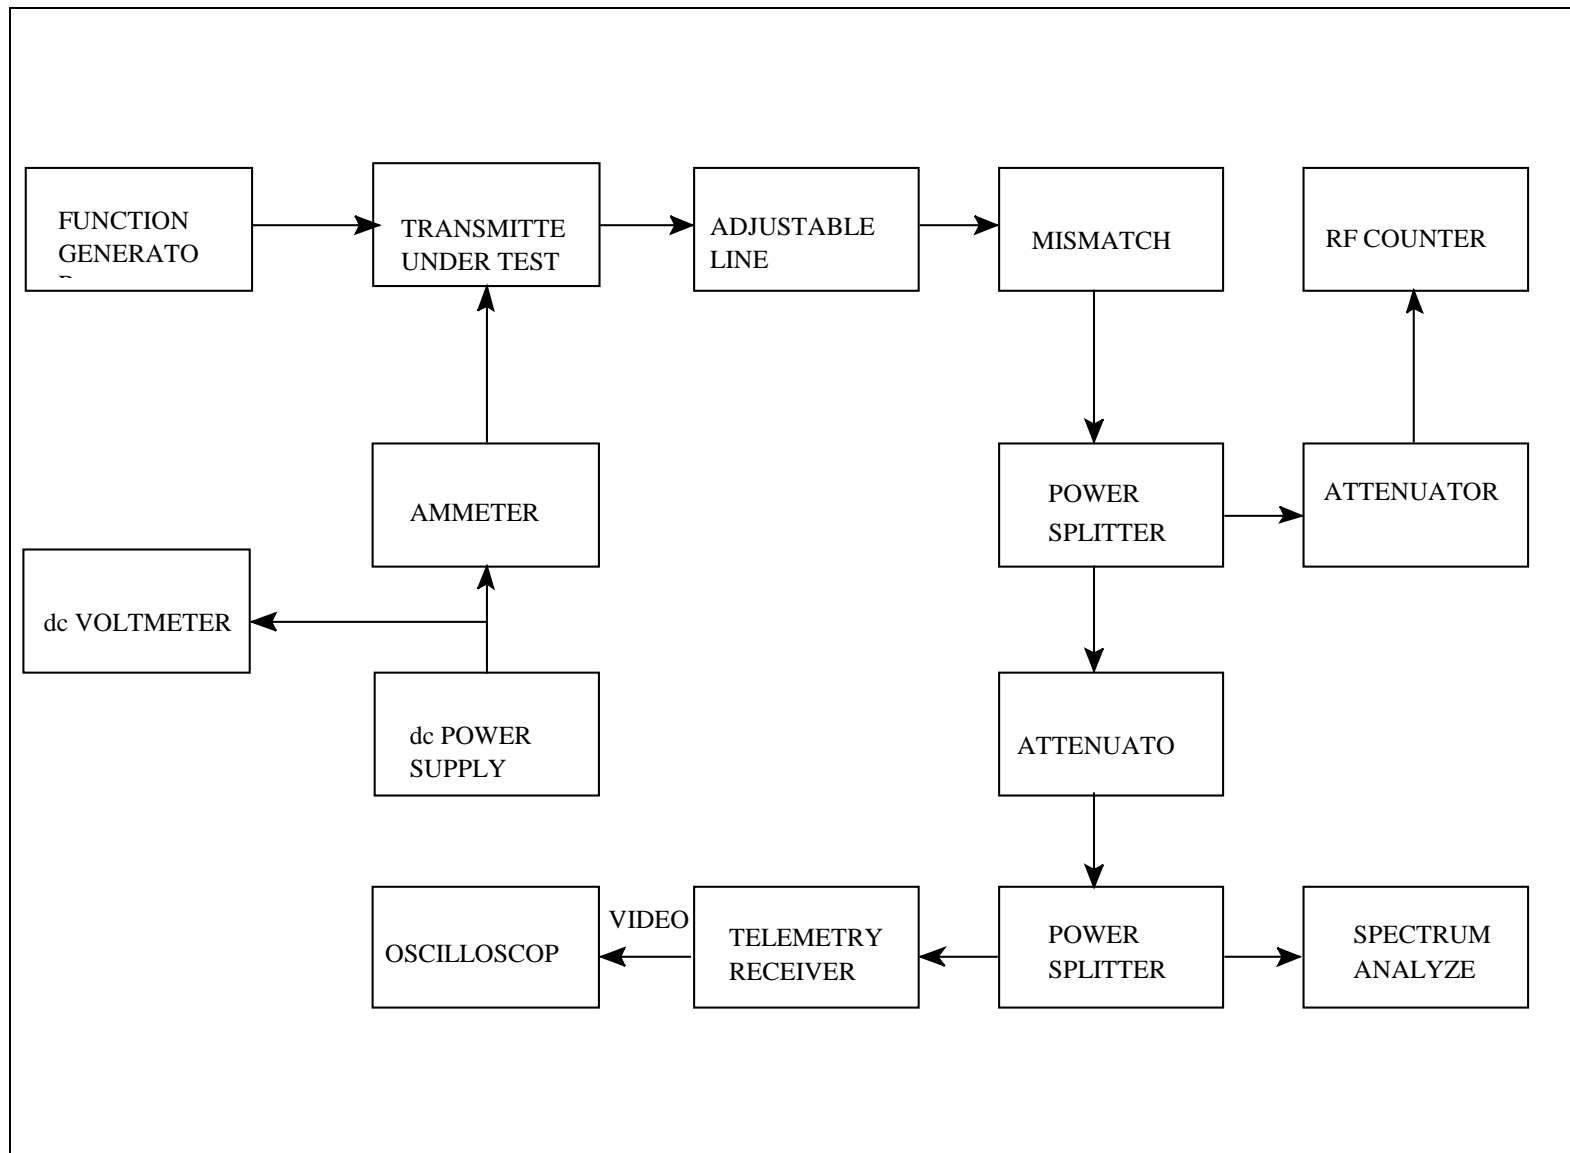 FUNCTION
GENERATO
TRANSMITTE
UNDER TEST
ADJUSTABLE
LINE
MISMATCH
RF COUNTER
AMMETER
POWER
SPLITTER
ATTENUATOR
dc VOLTMETER
dc POWER
SUPPLY
ATTENUATO
OSCILLOSCOP
VIDEO
TELEMETRY
RECEIVER
POWER
SPLITTER
SPECTRUM
ANALYZE